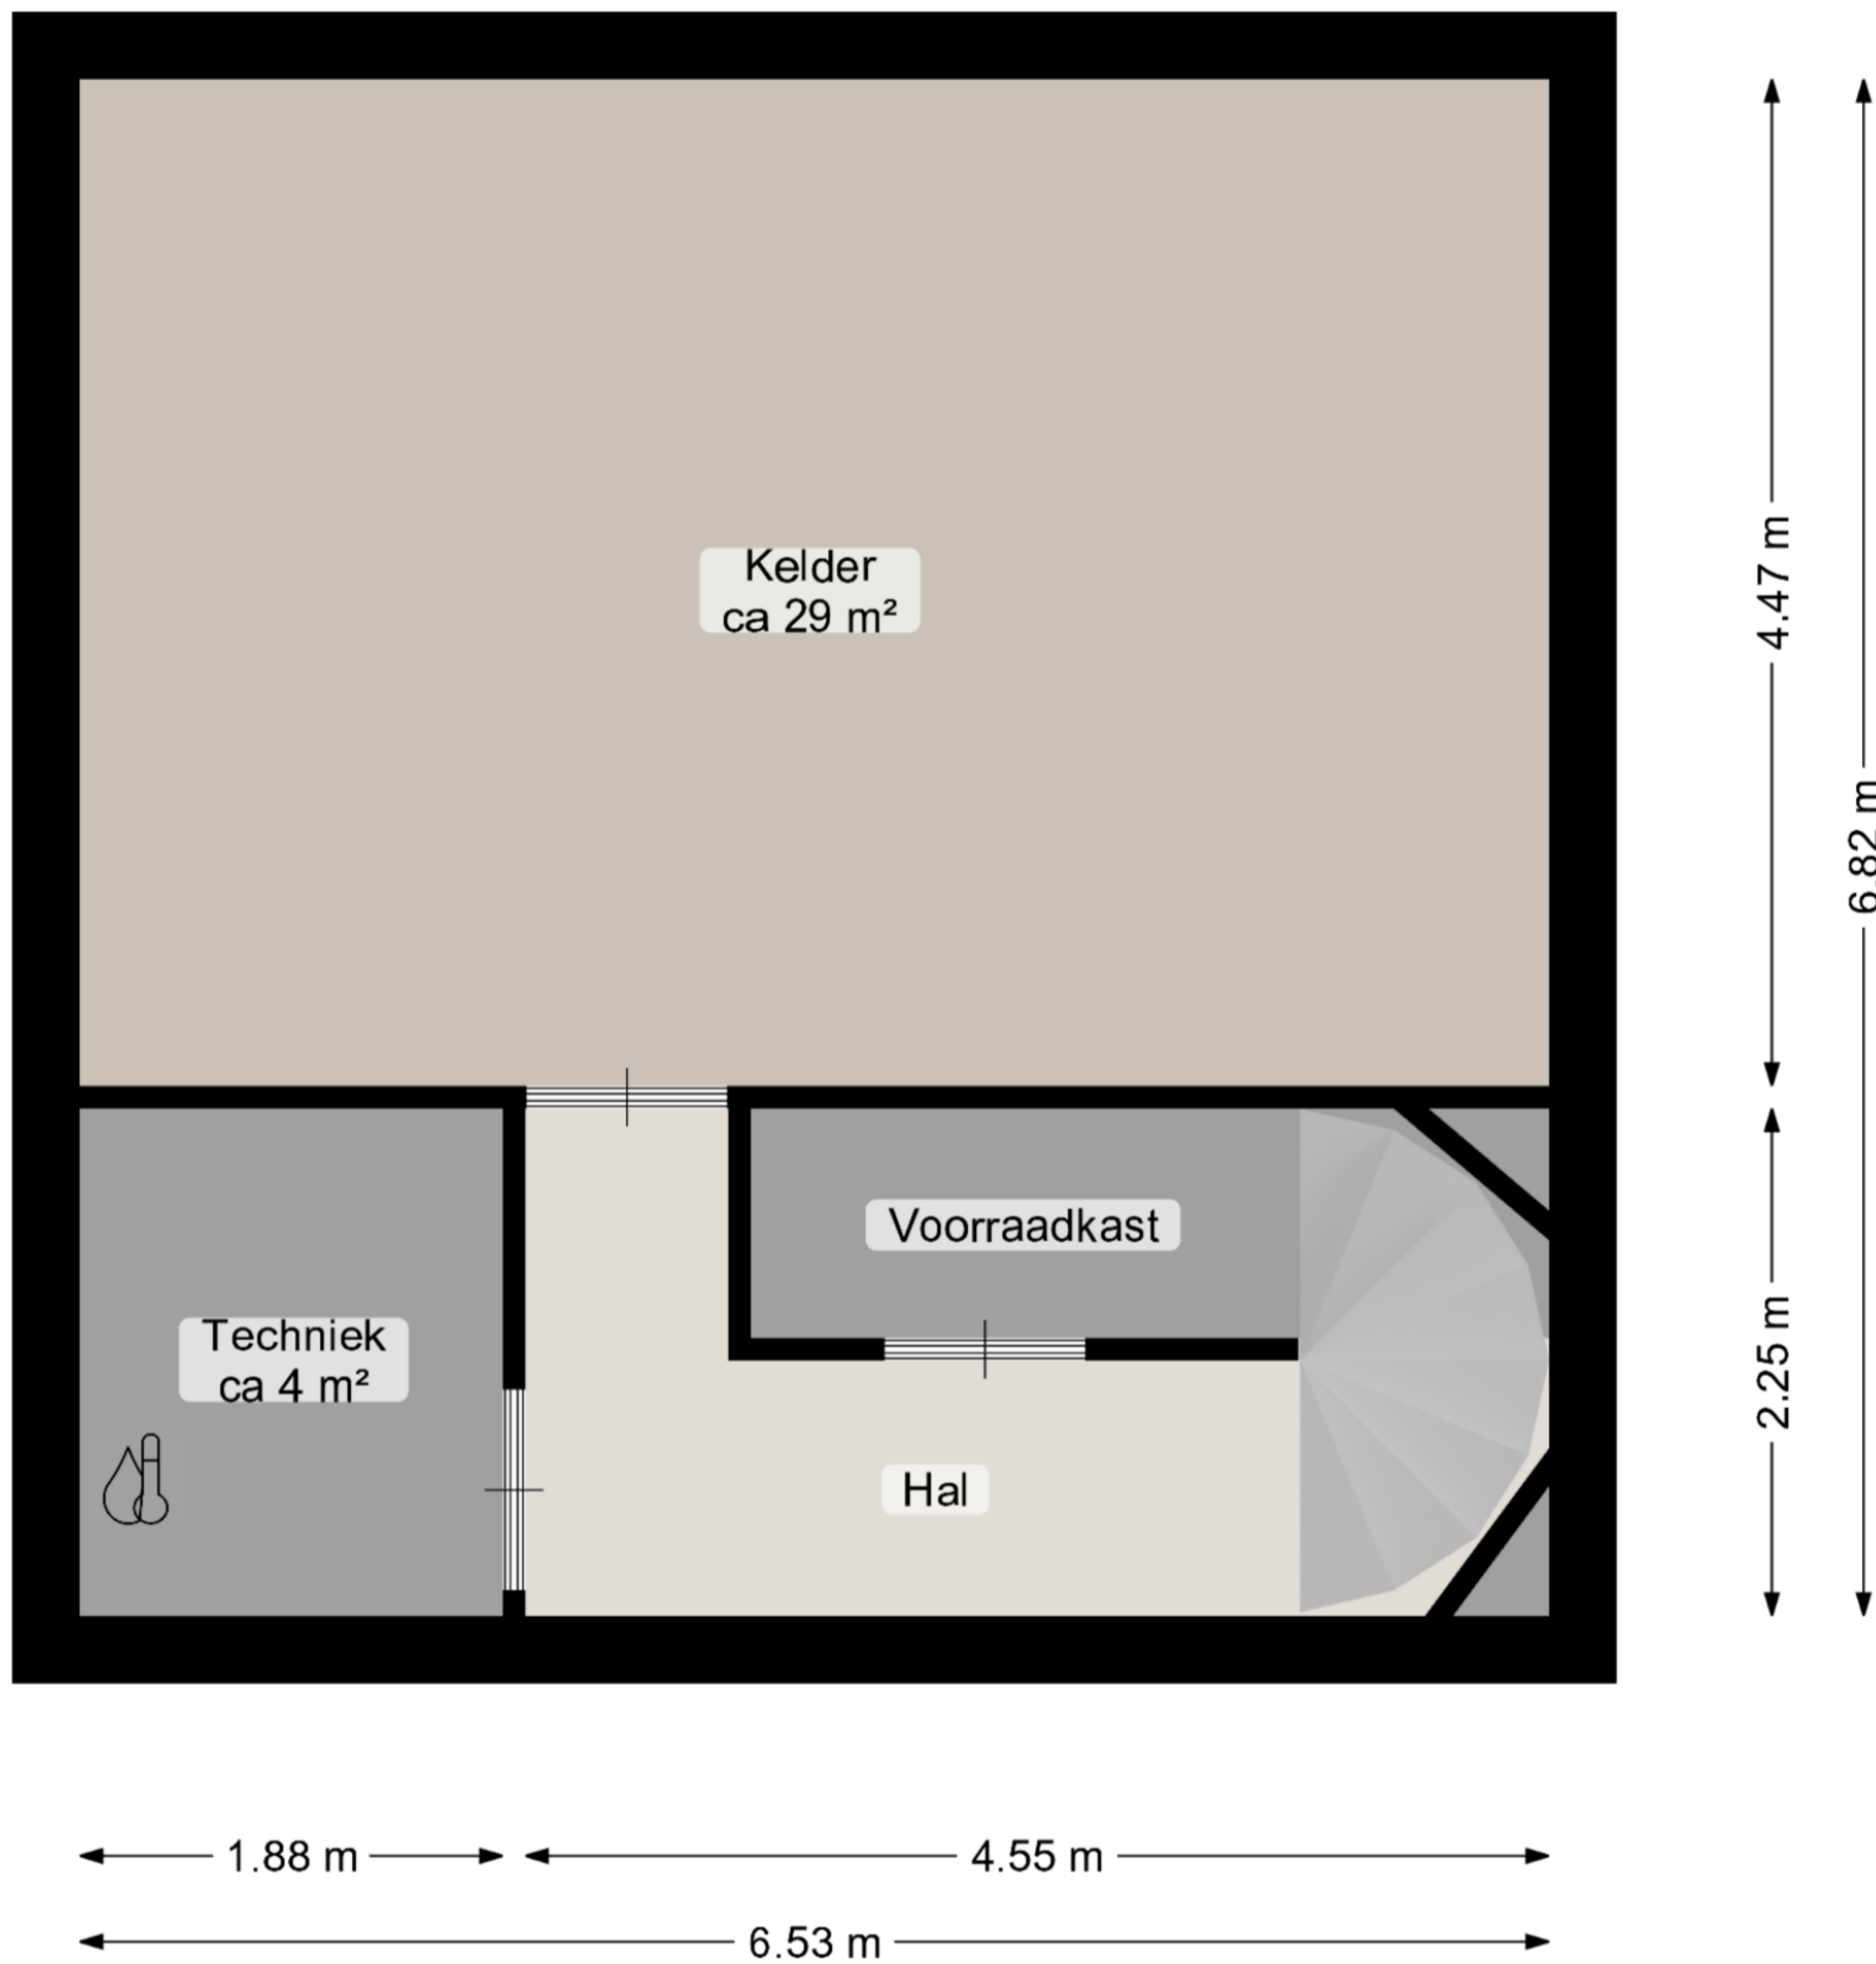 Kelder
ca 29 m²
4.47 m
6.82 m
Voorraadkast
Techniek
ca 4 m²
2.25 m
Hal
1.88 m
4.55 m
6.53 m